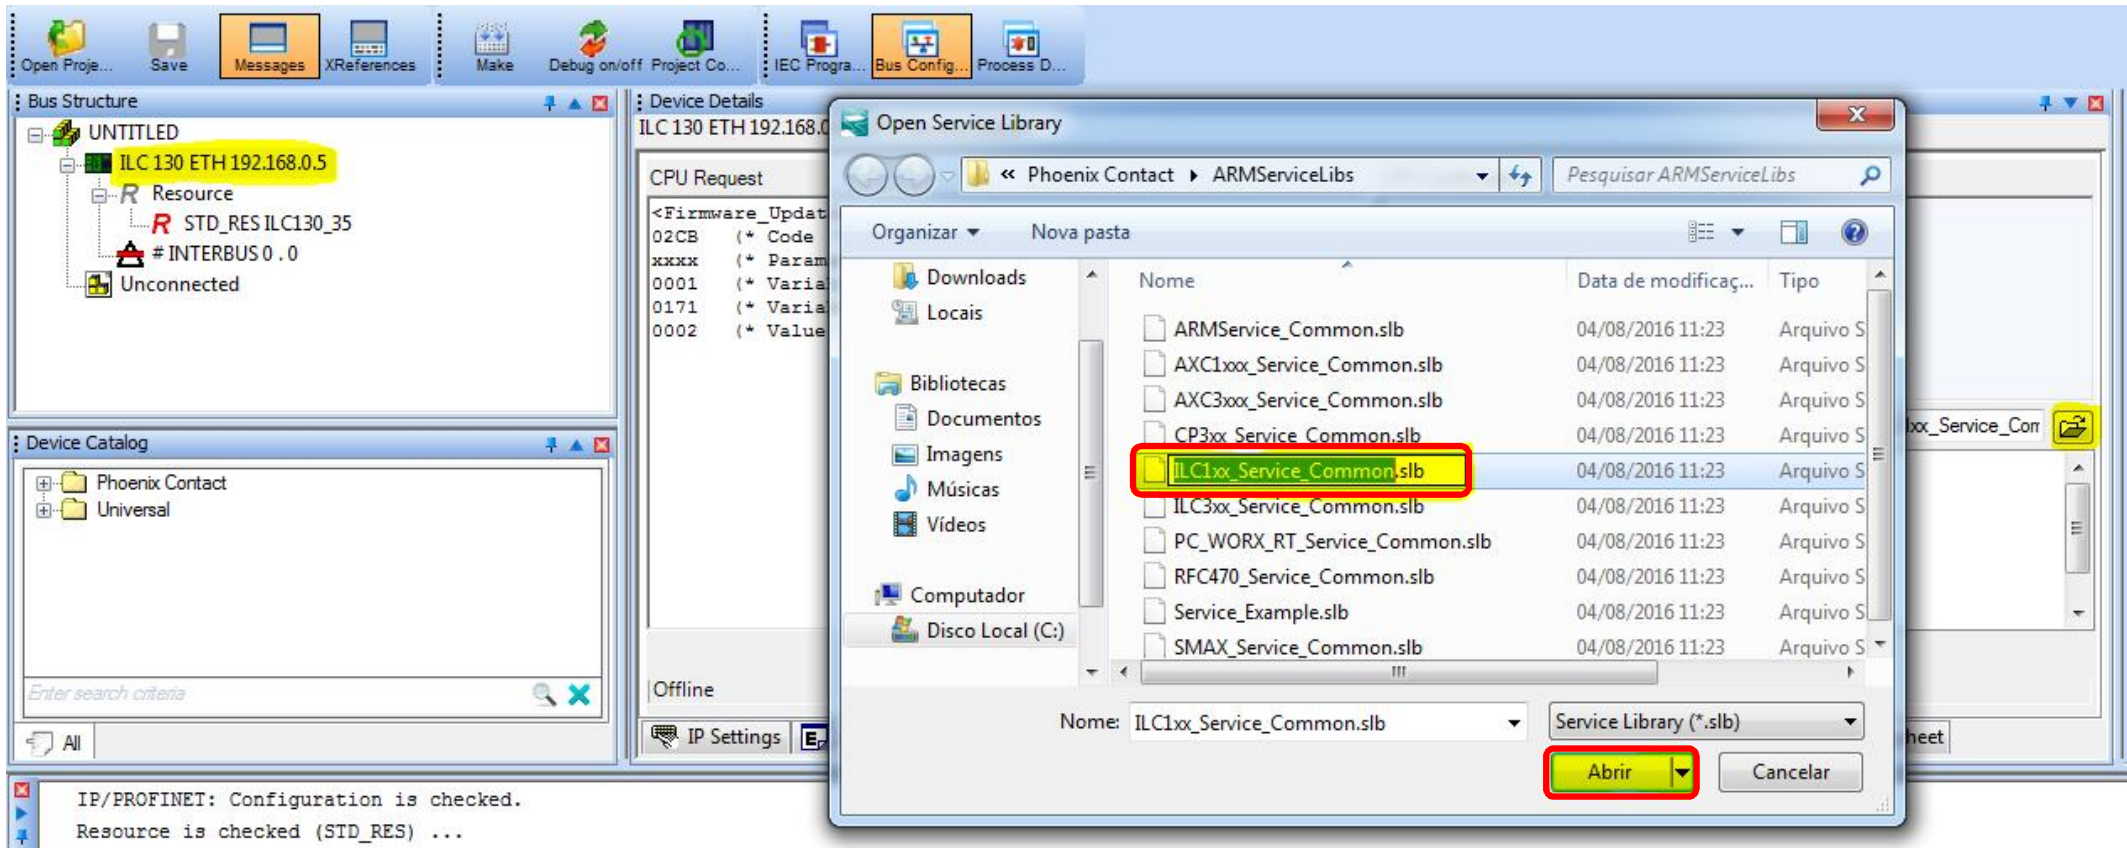 Open Proje...
Save
Messages
XReferences
Make
Debug on/off
Project Co...
IEC Progra...
Bus Config...
Process D...
Bus Structure
UNTITLED
ILC 130 ETH 192.168.0.5
Resource
STD_RES ILC130_35
# INTERBUS 0 . 0
Unconnected
Device Catalog
Phoenix Contact
Universal
Enter search criteria
All
Device Details
ILC 130 ETH 192.168.0
CPU Request
<Firmware_Updat
02CB (* Code
xxxx (* Param
0001 (* Varia
0171 (* Varia
0002 (* Value
Offline
IP Settings
Open Service Library
« Phoenix Contact ▸ ARMServiceLibs
Pesquisar ARMServiceLibs
Organizar
Nova pasta
Downloads
Locais
Bibliotecas
Documentos
Imagens
Músicas
Vídeos
Computador
Disco Local (C:)
Nome Data de modificaç... Tipo
ARMService_Common.slb 04/08/2016 11:23 Arquivo S
AXC1xxx_Service_Common.slb 04/08/2016 11:23 Arquivo S
AXC3xxx_Service_Common.slb 04/08/2016 11:23 Arquivo S
CP3xx_Service_Common.slb 04/08/2016 11:23 Arquivo S
ILC1xx_Service_Common.slb 04/08/2016 11:23 Arquivo S
ILC3xx_Service_Common.slb 04/08/2016 11:23 Arquivo S
PC_WORX_RT_Service_Common.slb 04/08/2016 11:23 Arquivo S
RFC470_Service_Common.slb 04/08/2016 11:23 Arquivo S
Service_Example.slb 04/08/2016 11:23 Arquivo S
SMAX_Service_Common.slb 04/08/2016 11:23 Arquivo S
Nome: ILC1xx_Service_Common.slb
Service Library (*.slb)
Abrir
Cancelar
xx_Service_Com
heet
IP/PROFINET: Configuration is checked.
Resource is checked (STD_RES) ...